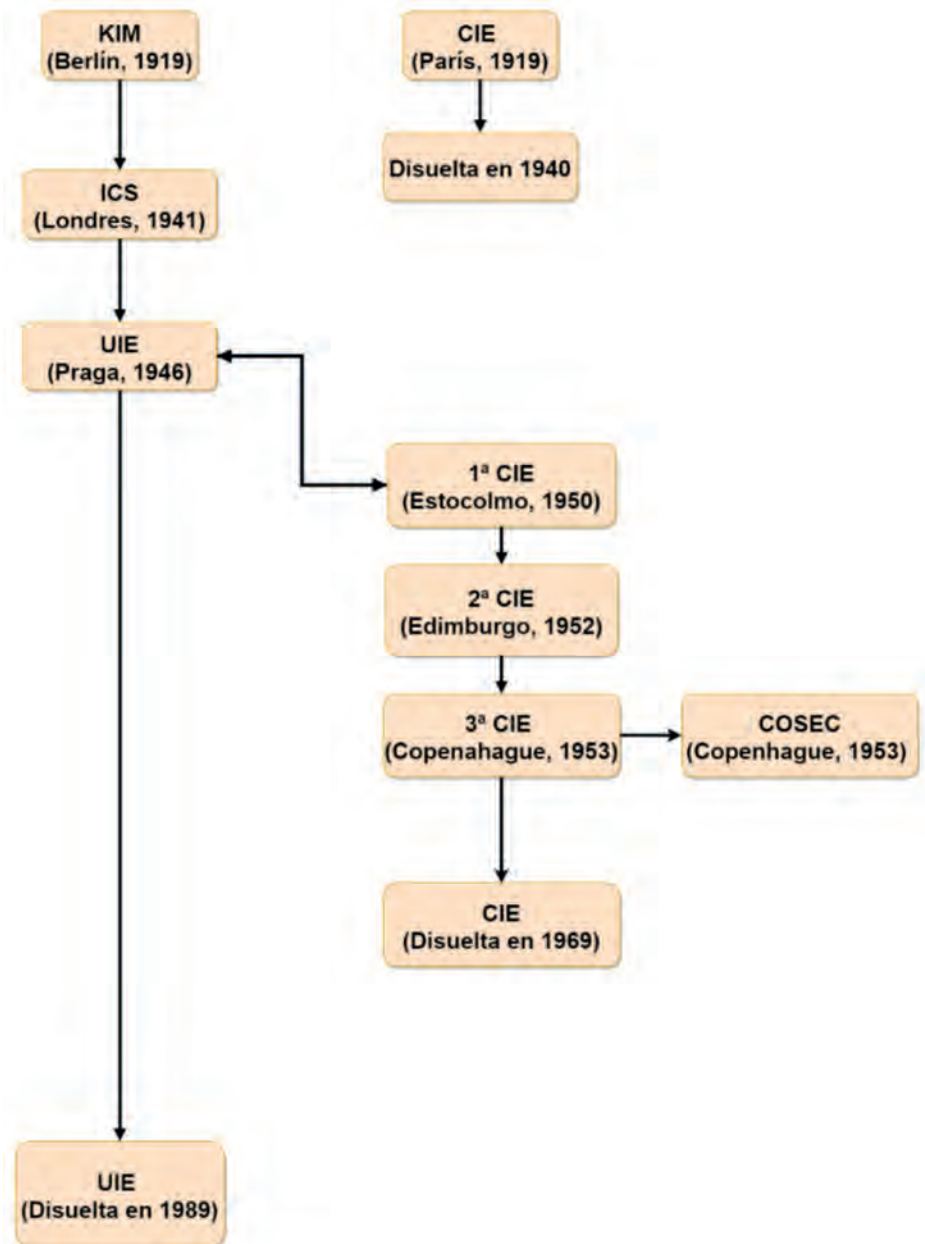 KIM
(Berlín, 1919)
CIE
(París, 1919)
Disuelta en 1940
ICS
(Londres, 1941)
UIE
(Praga, 1946)
1ª CIE
(Estocolmo, 1950)
2ª CIE
(Edimburgo, 1952)
3ª CIE
(Copenahague, 1953)
COSEC
(Copenhague, 1953)
CIE
(Disuelta en 1969)
UIE
(Disuelta en 1989)